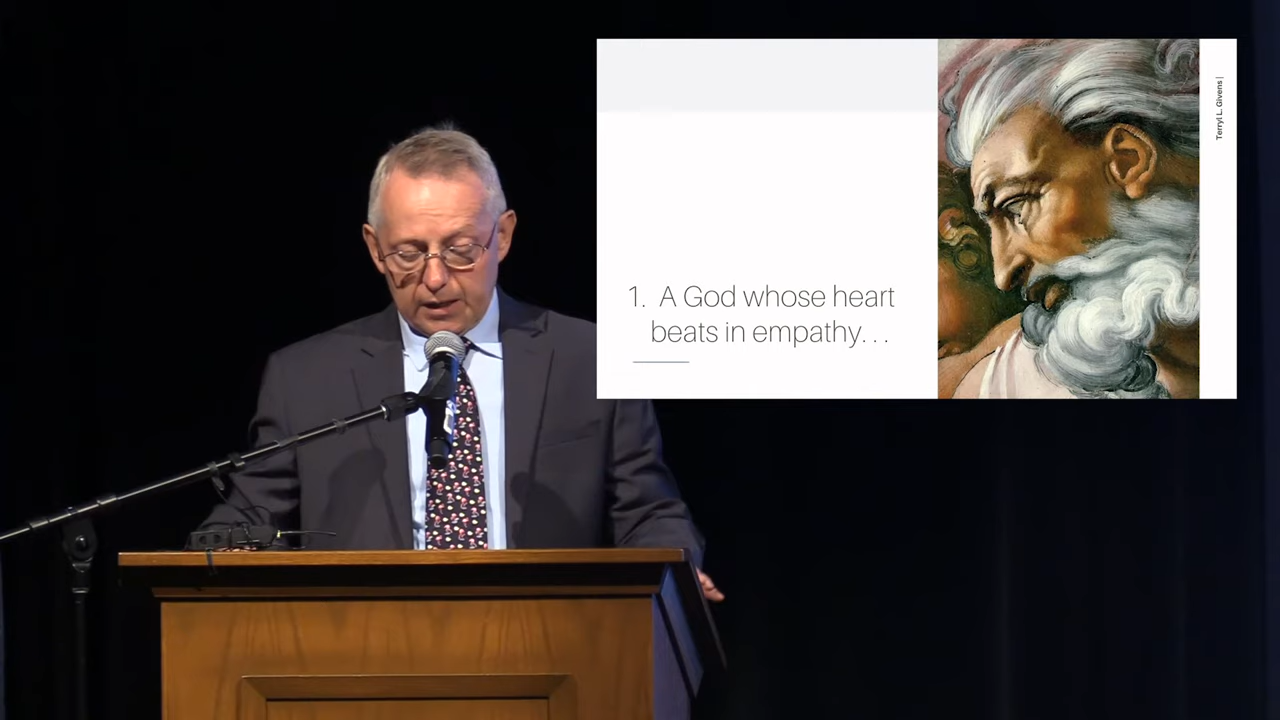 1. A God whose heart
beats in empathy...
Terryl L. Givens |